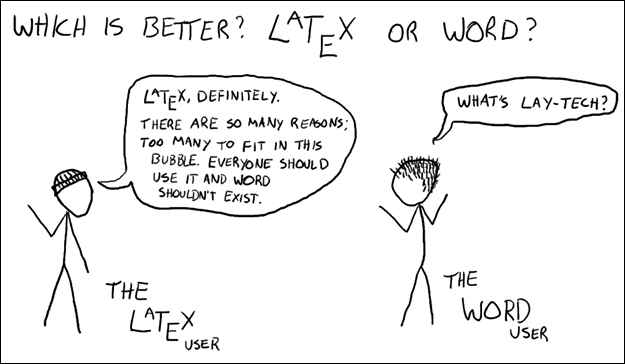 WHICH IS BETTER? LATEX OR WORD?
LATEX, DEFINITELY.
THERE ARE SO MANY REASONS;
TOO MANY TO FIT IN THIS
BUBBLE. EVERYONE SHOULD
USE IT AND WORD
SHOULDN'T EXIST.
WHAT'S LAY-TECH?
THE
LATEX
USER
THE
WORD
USER